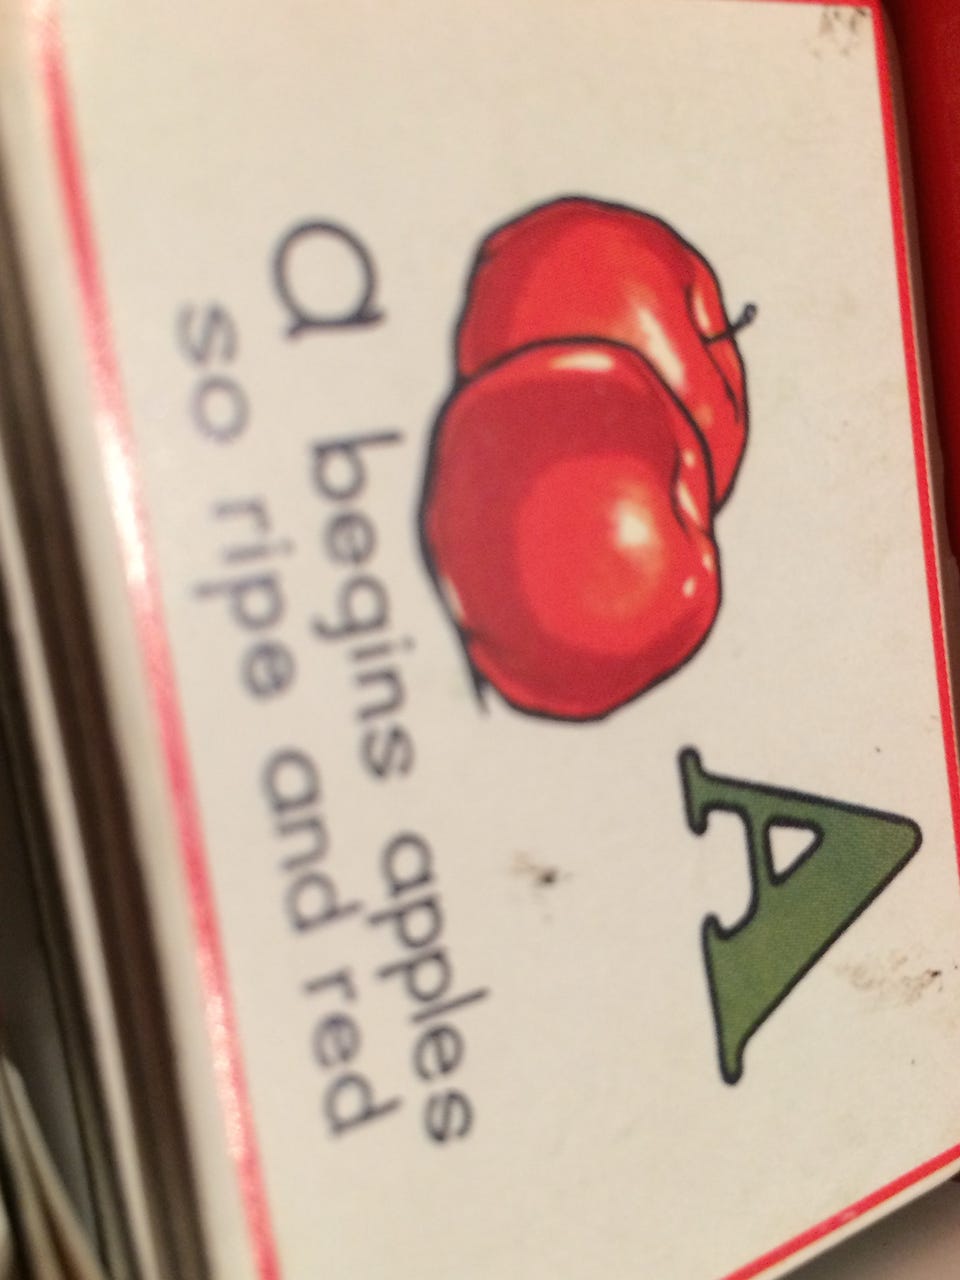 A
a begins apples
so ripe and red